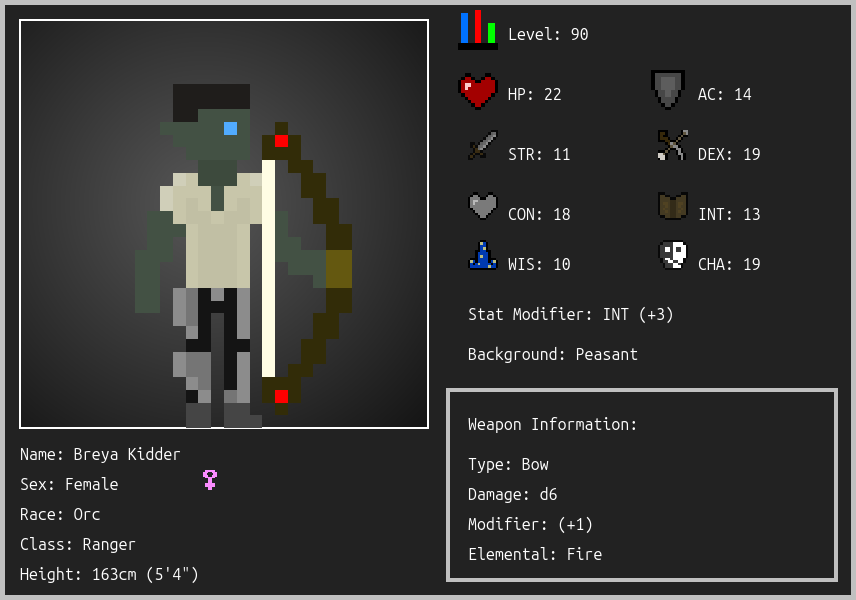 Level: 90
HP: 22
AC: 14
STR: 11
DEX: 19
CON: 18
INT: 13
WIS: 10
CHA: 19
Stat Modifier: INT (+3)
Background: Peasant
Name: Breya Kidder
Sex: Female
Race: Orc
Class: Ranger
Height: 163cm (5'4")
Weapon Information:
Type: Bow
Damage: d6
Modifier: (+1)
Elemental: Fire